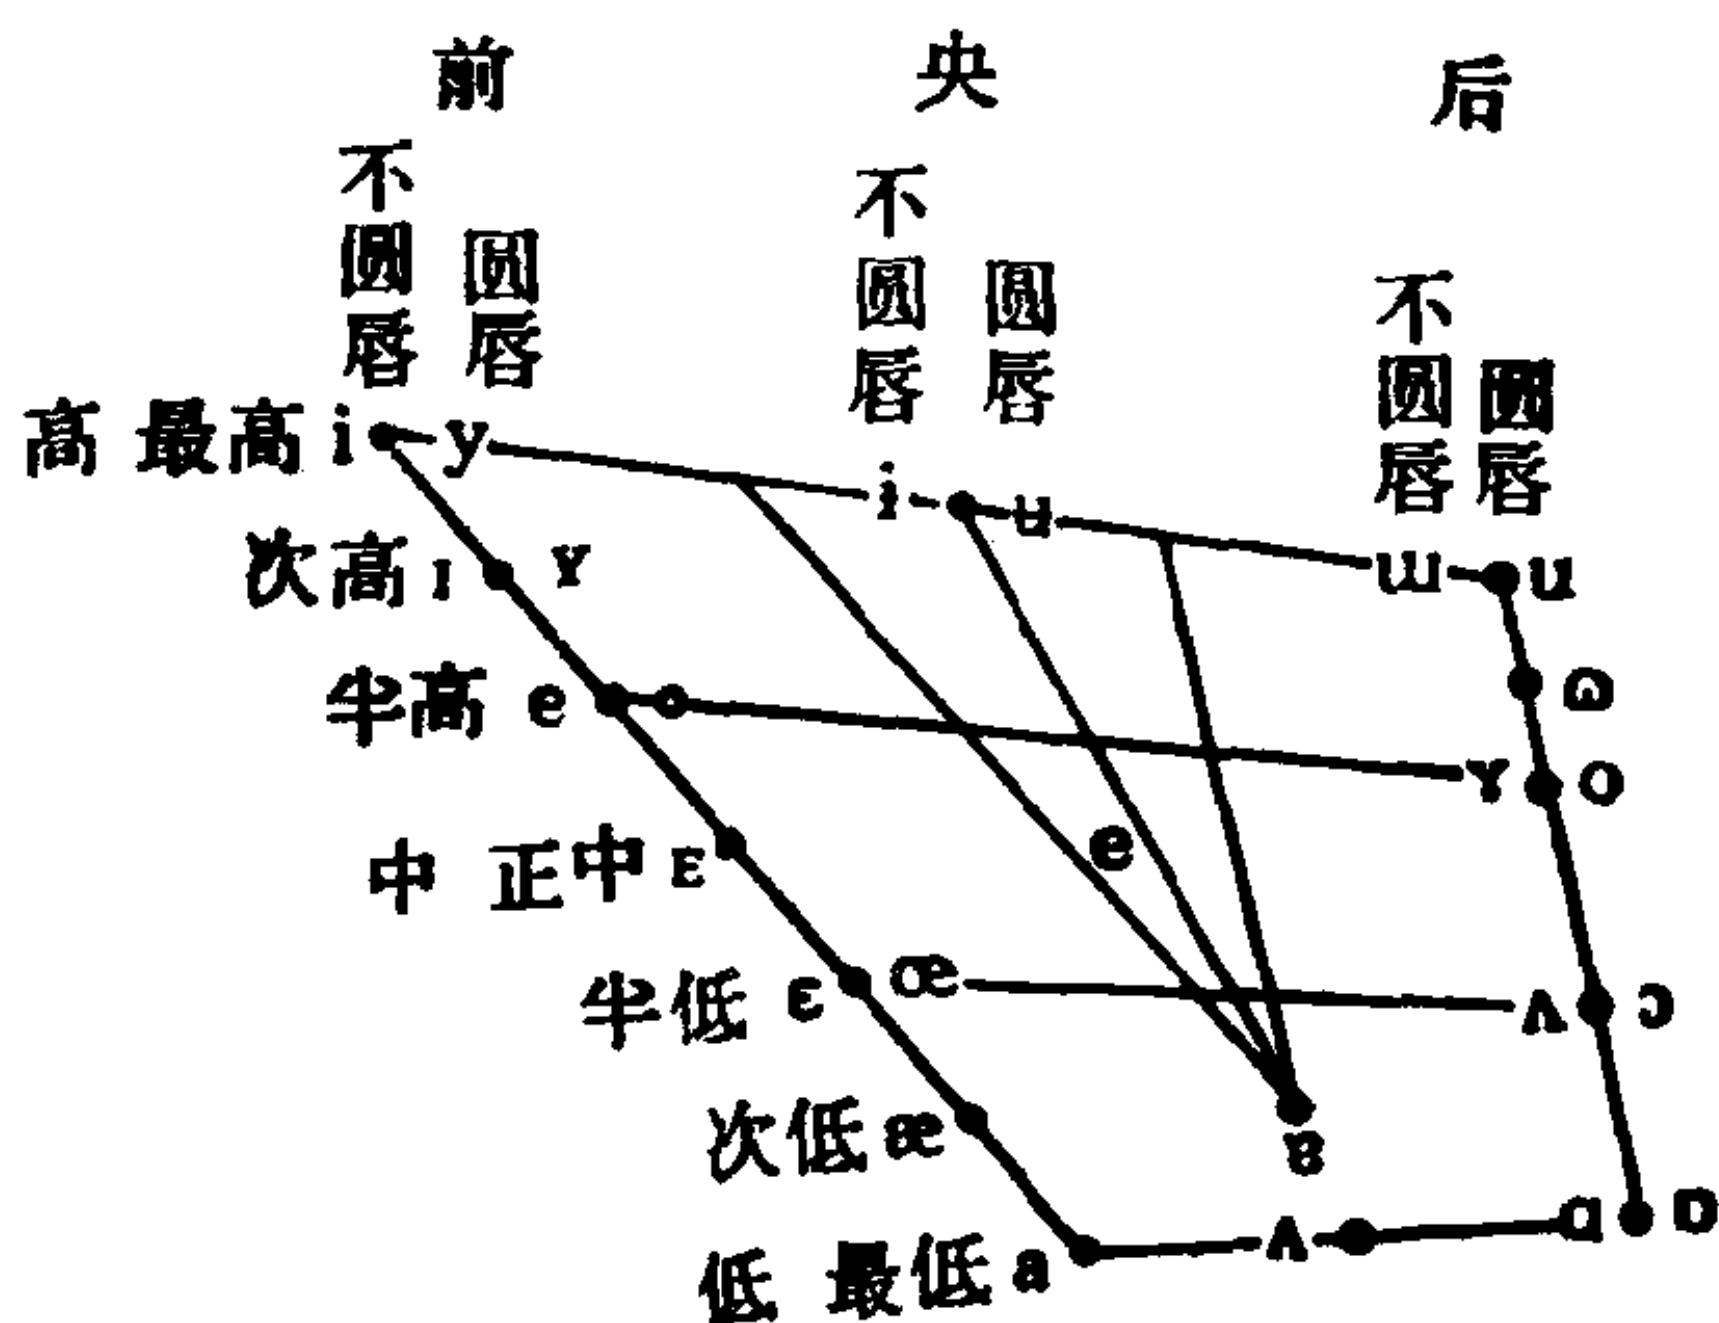 前 央 后
不圆唇 圆唇 不圆唇 圆唇 不圆唇 圆唇
高 最高 i y ɨ ʉ ɯ u
次高 ɪ ʏ ɷ
半高 e ɤ o
中 正中 ᴇ e
半低 ɛ œ ʌ ɔ
次低 æ ɐ
低 最低 a ᴀ ɑ ɒ